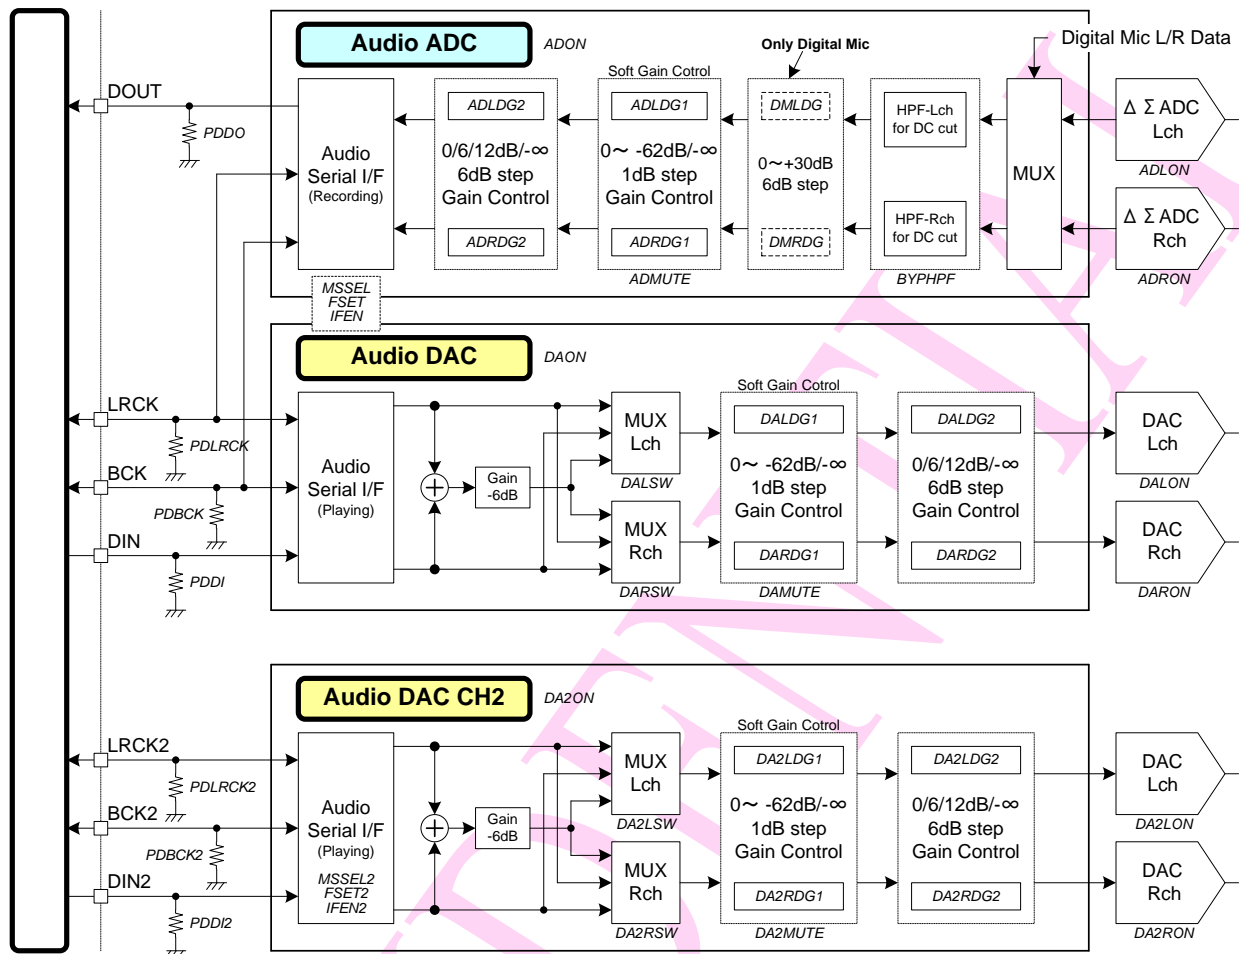 Audio ADC
ADON
Only Digital Mic
Digital Mic L/R Data
DOUT
PDDO
Audio
Serial I/F
(Recording)
ADLDG2
0/6/12dB/-∞
6dB step
Gain Control
ADRDG2
Soft Gain Cotrol
ADLDG1
0~ -62dB/-∞
1dB step
Gain Control
ADRDG1
ADMUTE
DMLDG
0~+30dB
6dB step
DMRDG
HPF-Lch
for DC cut
HPF-Rch
for DC cut
BYPHPF
MUX
Δ Σ ADC
Lch
ADLON
Δ Σ ADC
Rch
ADRON
MSSEL
FSET
IFEN
Audio DAC
DAON
LRCK
PDLRCK
BCK
PDBCK
DIN
PDDI
Audio
Serial I/F
(Playing)
Gain
-6dB
MUX
Lch
DALSW
MUX
Rch
DARSW
Soft Gain Cotrol
DALDG1
0~ -62dB/-∞
1dB step
Gain Control
DARDG1
DAMUTE
DALDG2
0/6/12dB/-∞
6dB step
Gain Control
DARDG2
DAC
Lch
DALON
DAC
Rch
DARON
Audio DAC CH2
DA2ON
LRCK2
PDLRCK2
BCK2
PDBCK2
DIN2
PDDI2
Audio
Serial I/F
(Playing)
MSSEL2
FSET2
IFEN2
Gain
-6dB
MUX
Lch
DA2LSW
MUX
Rch
DA2RSW
Soft Gain Cotrol
DA2LDG1
0~ -62dB/-∞
1dB step
Gain Control
DA2RDG1
DA2MUTE
DA2LDG2
0/6/12dB/-∞
6dB step
Gain Control
DA2RDG2
DAC
Lch
DA2LON
DAC
Rch
DA2RON